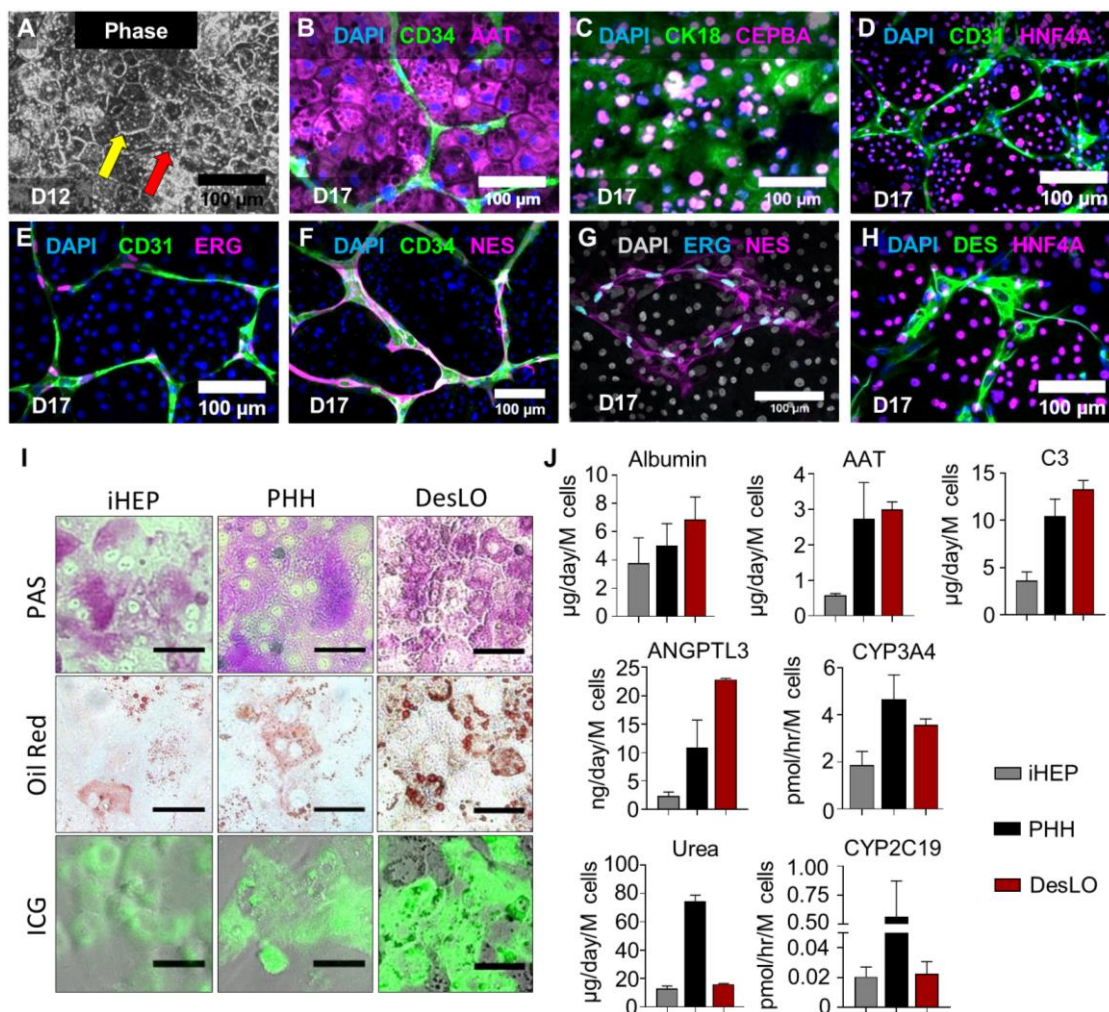 A Phase
D12 100 µm
B DAPI CD34 AAT
D17 100 µm
C DAPI CK18 CEPBA
D17 100 µm
D DAPI CD31 HNF4A
D17 100 µm
E DAPI CD31 ERG
D17 100 µm
F DAPI CD34 NES
D17 100 µm
G DAPI ERG NES
D17 100 µm
H DAPI DES HNF4A
D17 100 µm
I
iHEP PHH DesLO
PAS
Oil Red
ICG
J
Albumin
µg/day/M cells
10
8
6
4
2
0
AAT
µg/day/M cells
4
3
2
1
0
C3
µg/day/M cells
15
10
5
0
ANGPTL3
ng/day/M cells
25
20
15
10
5
0
CYP3A4
pmol/hr/M cells
6
4
2
0
Urea
µg/day/M cells
100
80
60
40
20
0
CYP2C19
pmol/hr/M cells
1.00
0.75
0.50
0.04
0.02
0
iHEP
PHH
DesLO